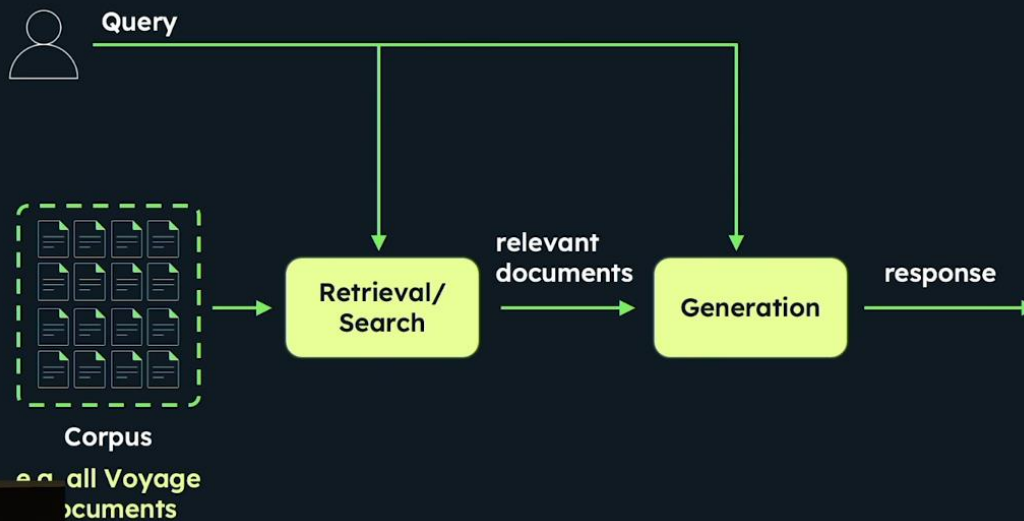 Query
relevant
documents
Retrieval/
Search
Generation
response
Corpus
all Voyage